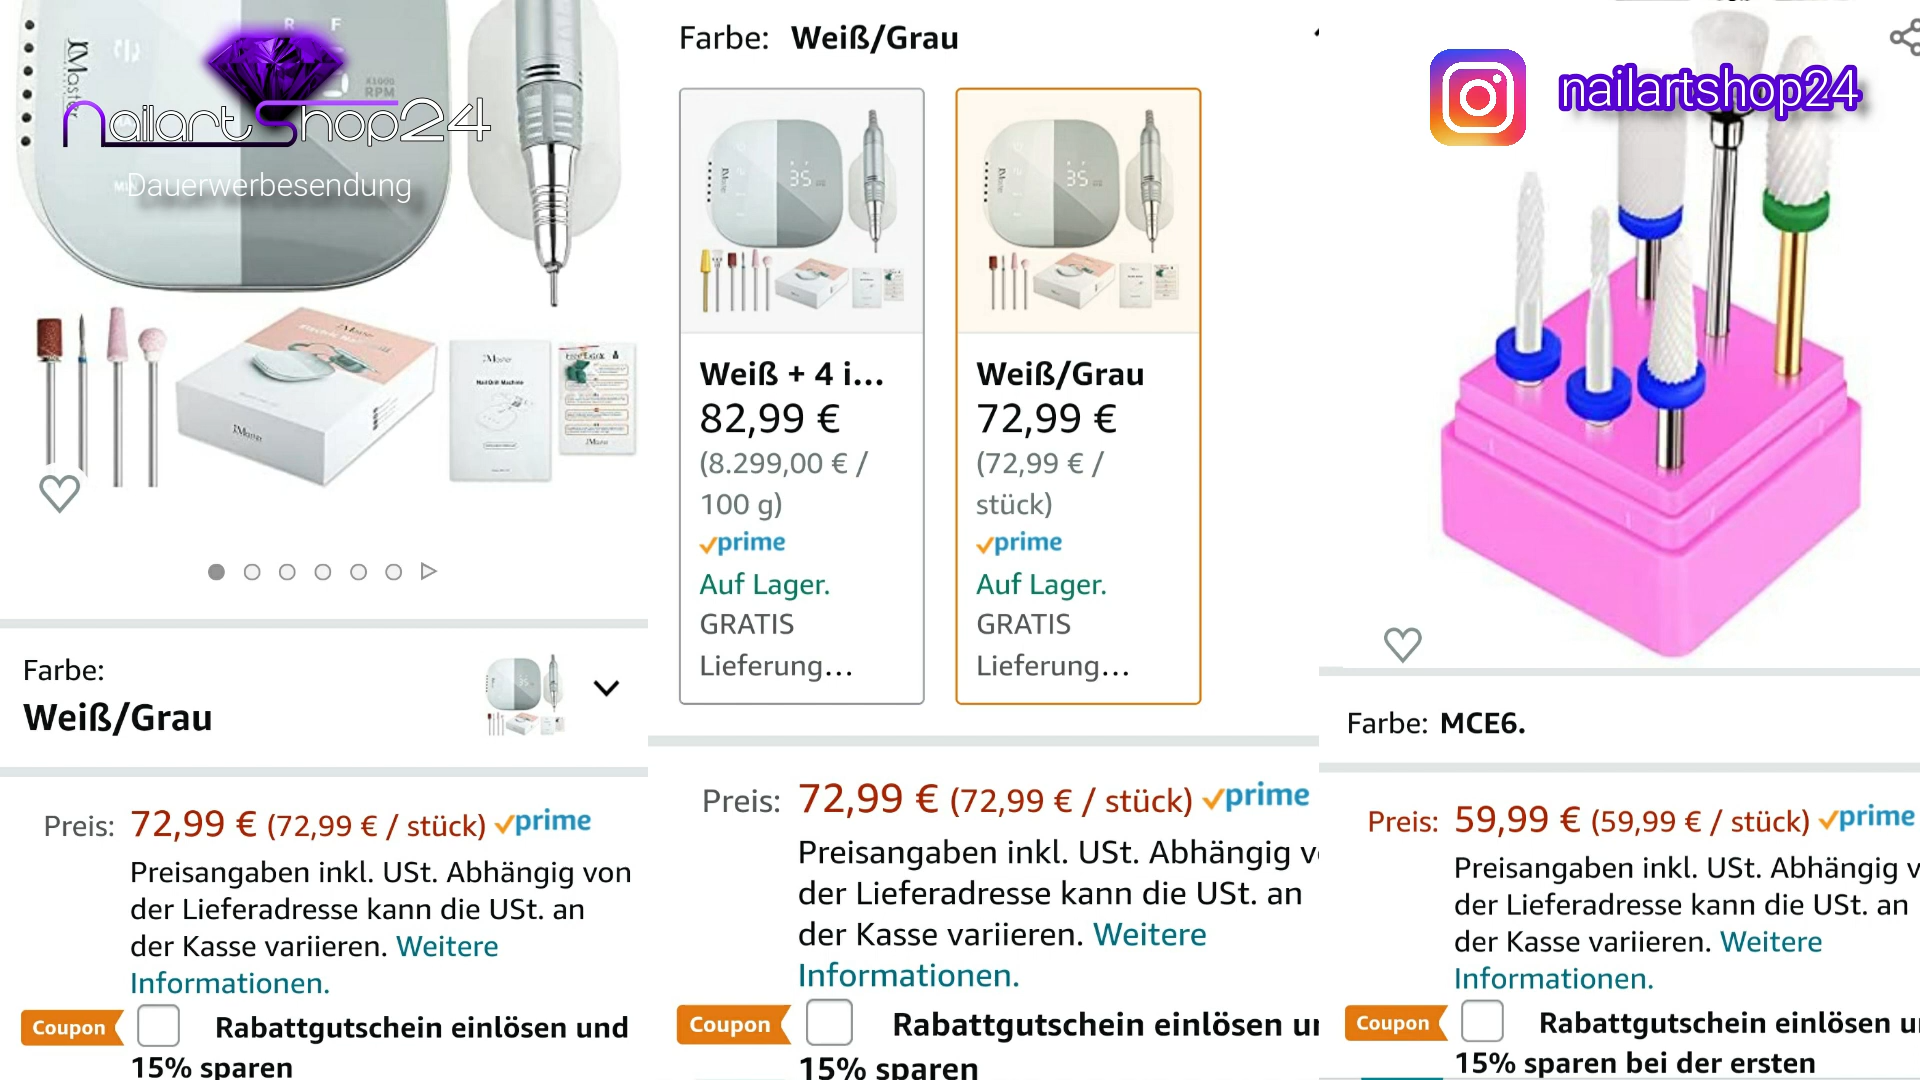 R F
X1000
RPM
nailart Shop24
Dauerwerbesendung
Farbe:
Weiß/Grau
Preis: 72,99 € (72,99 € / stück) prime
Preisangaben inkl. USt. Abhängig von
der Lieferadresse kann die USt. an
der Kasse variieren. Weitere
Informationen.
Coupon Rabattgutschein einlösen und
15% sparen
Farbe: Weiß/Grau
35
35
Weiß + 4 i...
82,99 €
(8.299,00 € /
100 g)
prime
Auf Lager.
GRATIS
Lieferung...
Weiß/Grau
72,99 €
(72,99 € /
stück)
prime
Auf Lager.
GRATIS
Lieferung...
Preis: 72,99 € (72,99 € / stück) prime
Preisangaben inkl. USt. Abhängig v
der Lieferadresse kann die USt. an
der Kasse variieren. Weitere
Informationen.
Coupon Rabattgutschein einlösen ur
15% sparen
nailartshop24
Farbe: MCE6.
Preis: 59,99 € (59,99 € / stück) prime
Preisangaben inkl. USt. Abhängig v
der Lieferadresse kann die USt. an
der Kasse variieren. Weitere
Informationen.
Coupon Rabattgutschein einlösen u
15% sparen bei der ersten